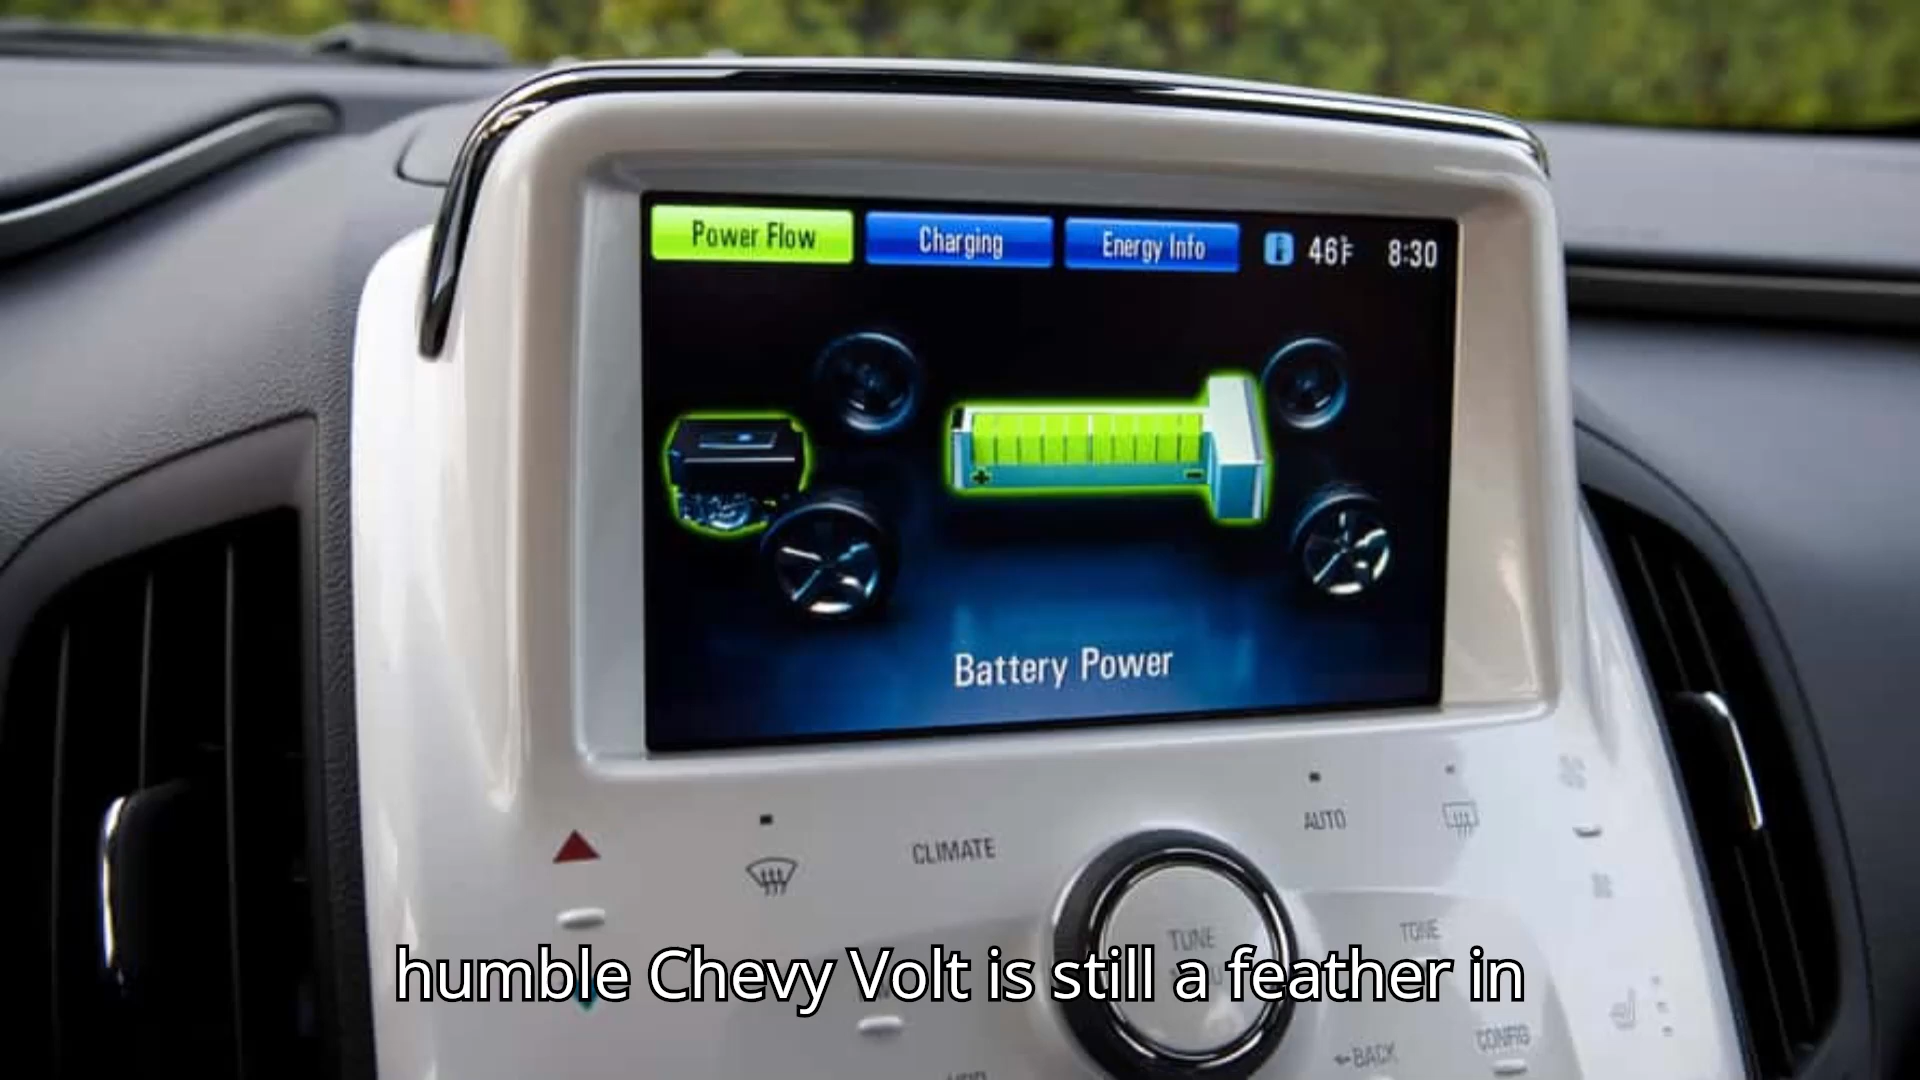 Power Flow Charging Energy Info 46°F 8:30
+ -
Battery Power
AUTO
CLIMATE
TUNE
TONE
humble Chevy Volt is still a feather in
CONFIG
BACK